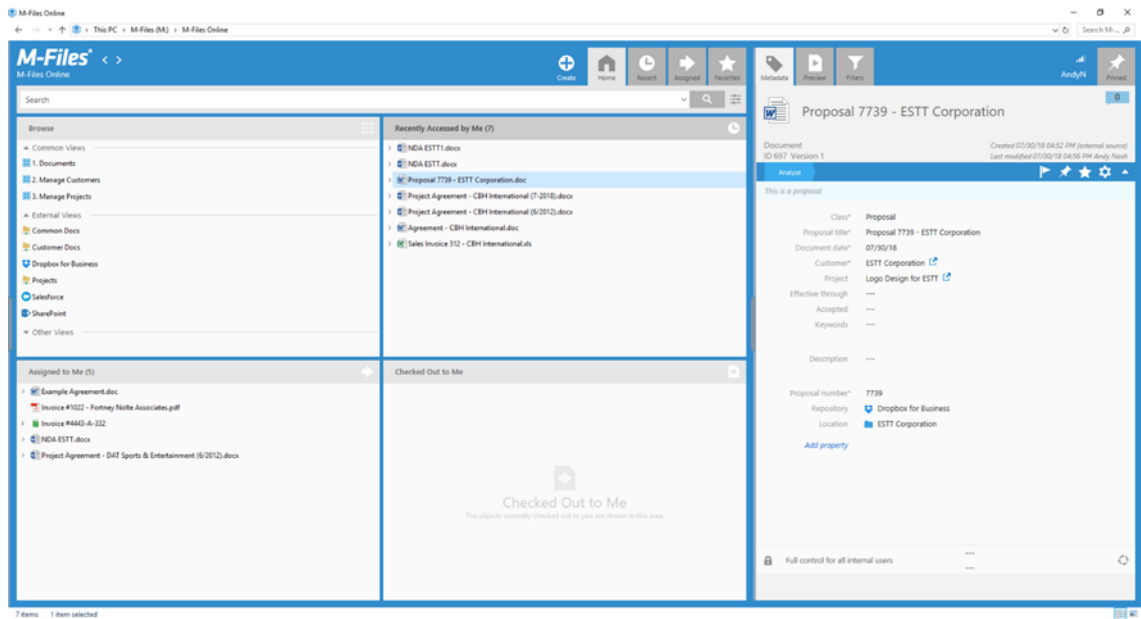 M-Files Online
This PC > M-Files (M:) > M-Files Online
Search M-...
M-Files®
M-Files Online
Create
Home
Recent
Assigned
Favorites
Search
Browse
Common Views
1. Documents
2. Manage Customers
3. Manage Projects
External Views
Common Docs
Customer Docs
Dropbox for Business
Projects
Salesforce
SharePoint
Other Views
Recently Accessed by Me (7)
NDA ESTT1.docx
NDA ESTT.docx
Proposal 7739 - ESTT Corporation.doc
Project Agreement - CBH International (7-2018).docx
Project Agreement - CBH International (6/2012).docx
Agreement - CBH International.doc
Sales Invoice 312 - CBH International.xls
Assigned to Me (5)
Example Agreement.doc
Invoice #1022 - Fortney Nolte Associates.pdf
Invoice #4443-A-332
NDA ESTT.docx
Project Agreement - DAT Sports & Entertainment (6/2012).docx
Checked Out to Me
Checked Out to Me
The objects currently checked out to you are shown in this area.
Metadata
Preview
Filters
AndyN
Pinned
0
Proposal 7739 - ESTT Corporation
Document
ID 697 Version 1
Created 07/30/18 04:52 PM (external source)
Last modified 07/30/18 04:56 PM Andy Nash
Analyze
This is a proposal
Class* Proposal
Proposal title* Proposal 7739 - ESTT Corporation
Document date* 07/30/18
Customer* ESTT Corporation
Project Logo Design for ESTT
Effective through ---
Accepted ---
Keywords ---
Description ---
Proposal number* 7739
Repository Dropbox for Business
Location ESTT Corporation
Add property
Full control for all internal users
---
---
7 items 1 item selected